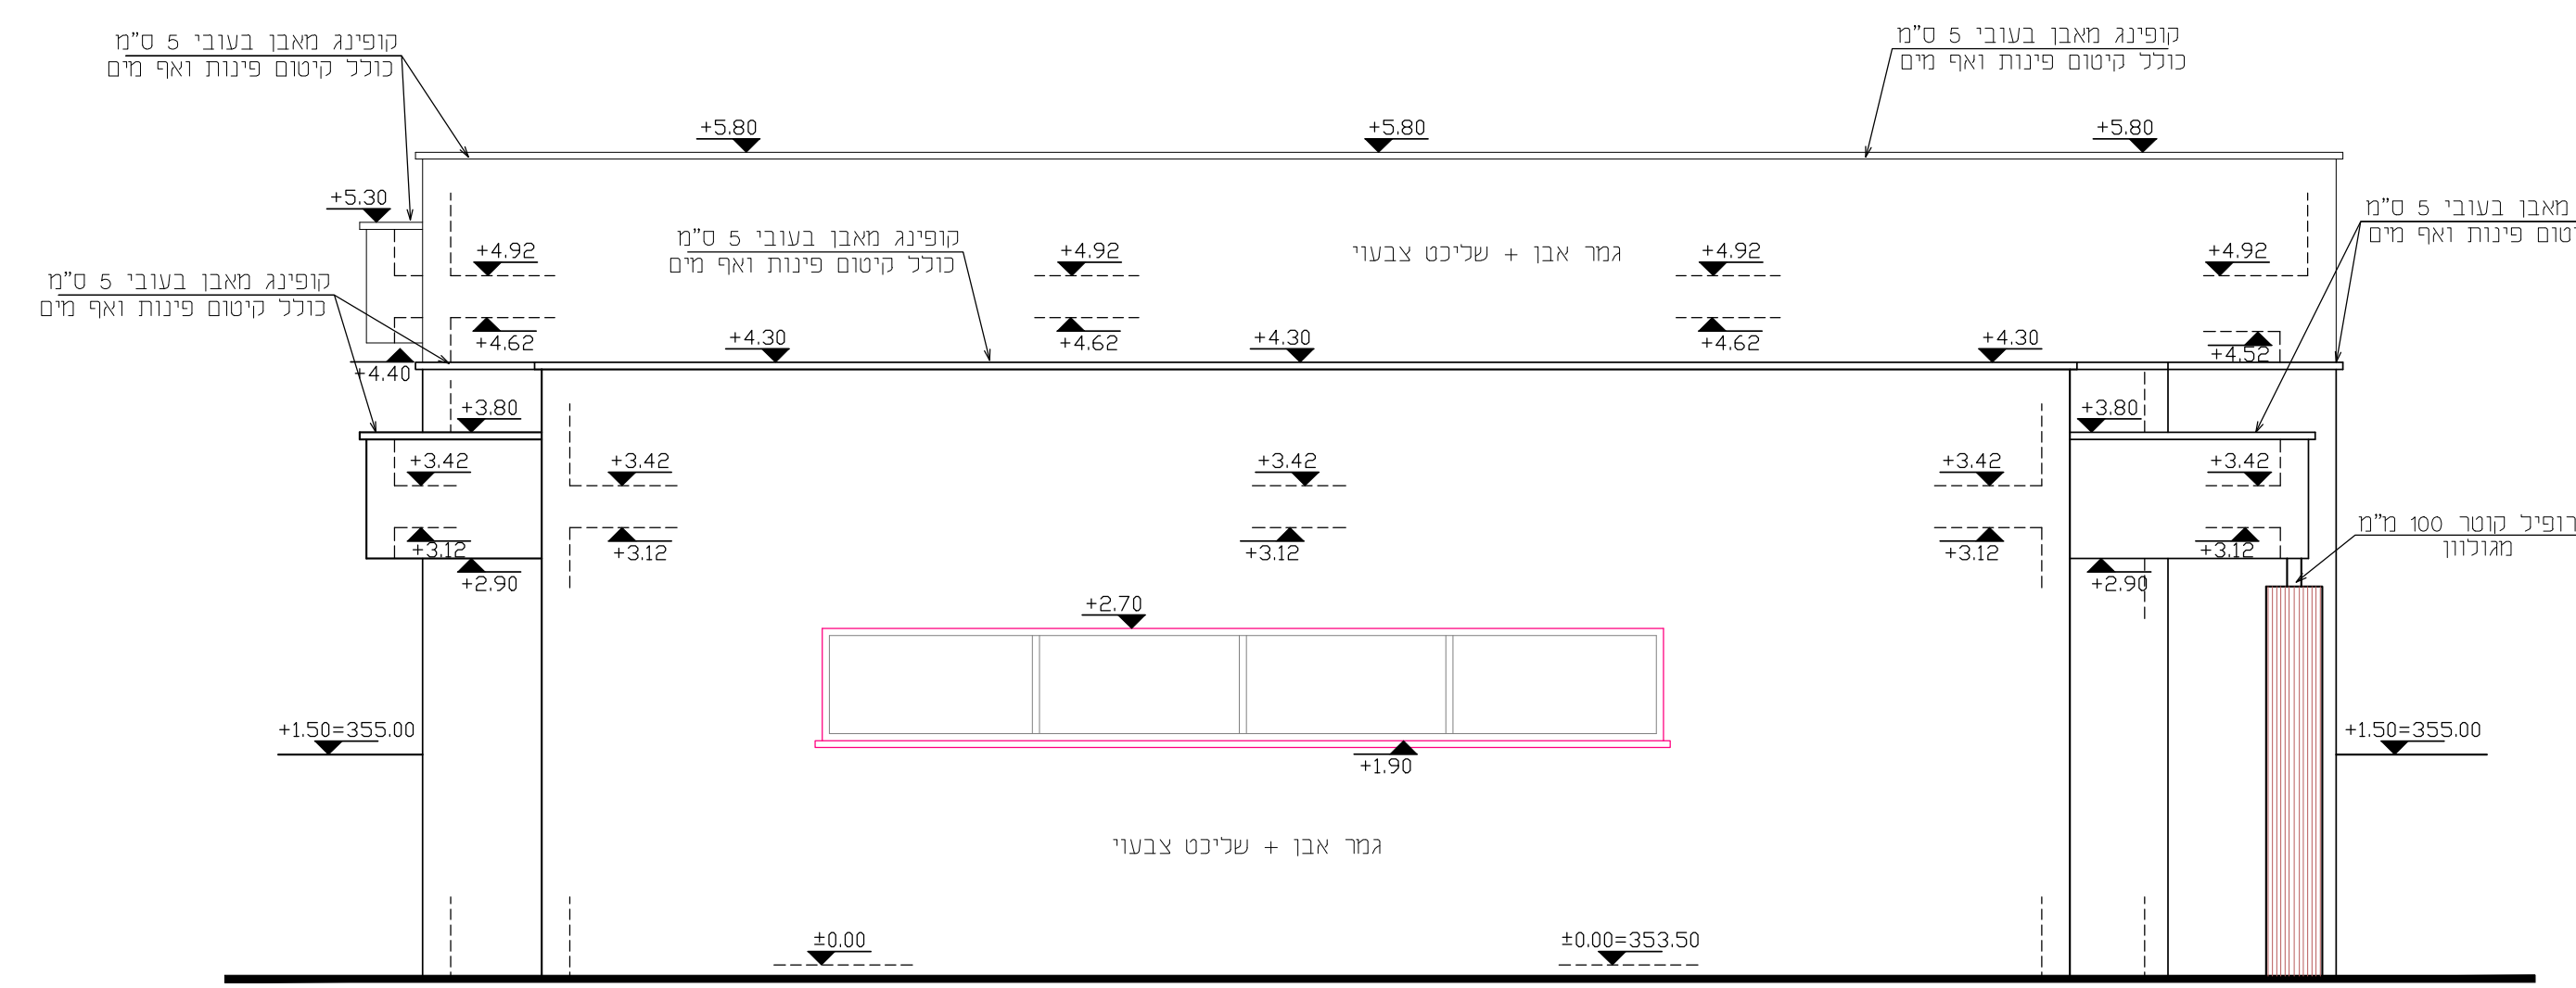 קופינג מאבן בעובי 5 ס"מ
כולל קיטום פינות ואף מים
קופינג מאבן בעובי 5 ס"מ
כולל קיטום פינות ואף מים
+5.80
+5.80
+5.80
+5.30
מאבן בעובי 5 ס"מ
פינות ואף מים
קופינג מאבן בעובי 5 ס"מ
כולל קיטום פינות ואף מים
+4.92
+4.92
גמר אבן + שליכט צבעוי
+4.92
+4.92
קופינג מאבן בעובי 5 ס"מ
כולל קיטום פינות ואף מים
+4.62
+4.62
+4.62
+4.52
+4.30
+4.30
+4.30
+4.40
+3.80
+3.80
+3.42
+3.42
+3.42
+3.42
+3.42
+3.12
+3.12
+3.12
+3.12
+3.12
קוטר 100 מ"מ
מגולוון
+2.90
+2.90
+2.70
+1.50=355.00
+1.50=355.00
+1.90
גמר אבן + שליכט צבעוי
±0.00
±0.00=353.50